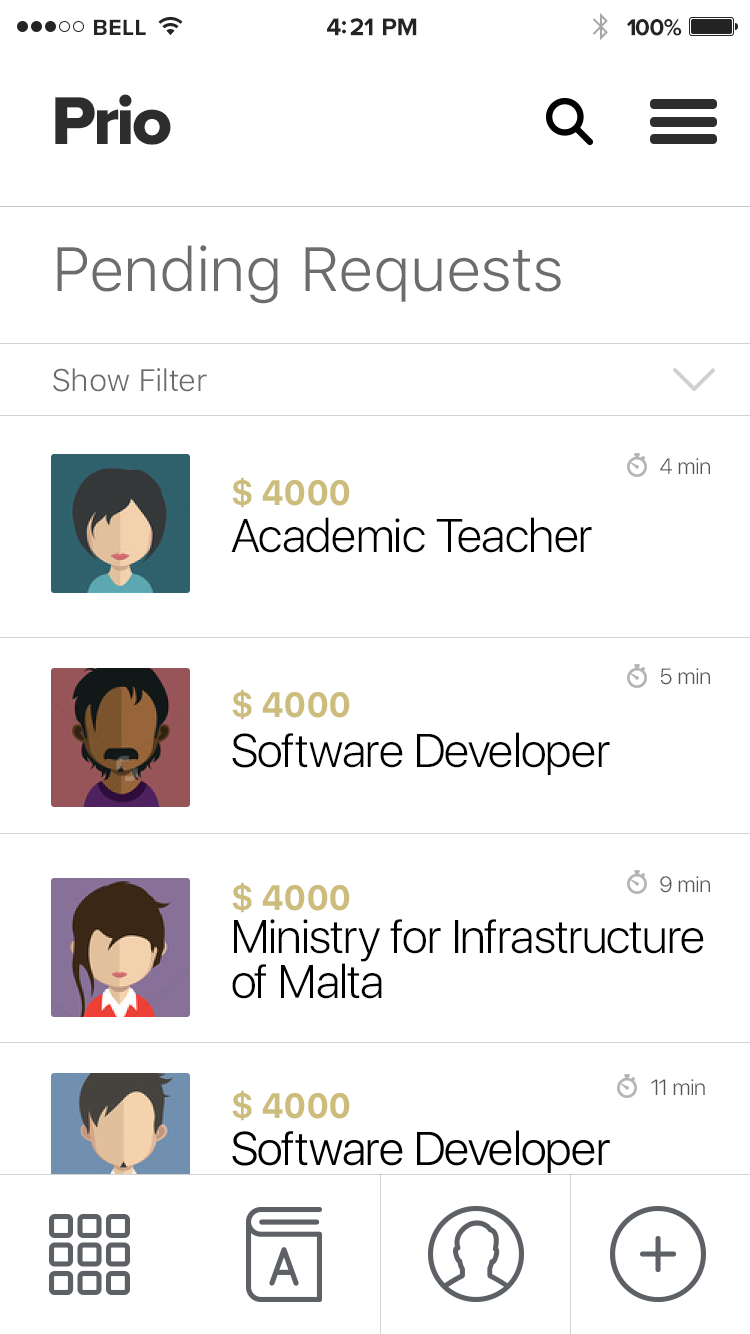 BELL 4:21 PM 100%
Prio
Pending Requests
Show Filter
4 min
$ 4000
Academic Teacher
5 min
$ 4000
Software Developer
9 min
$ 4000
Ministry for Infrastructure
of Malta
11 min
$ 4000
Software Developer
A